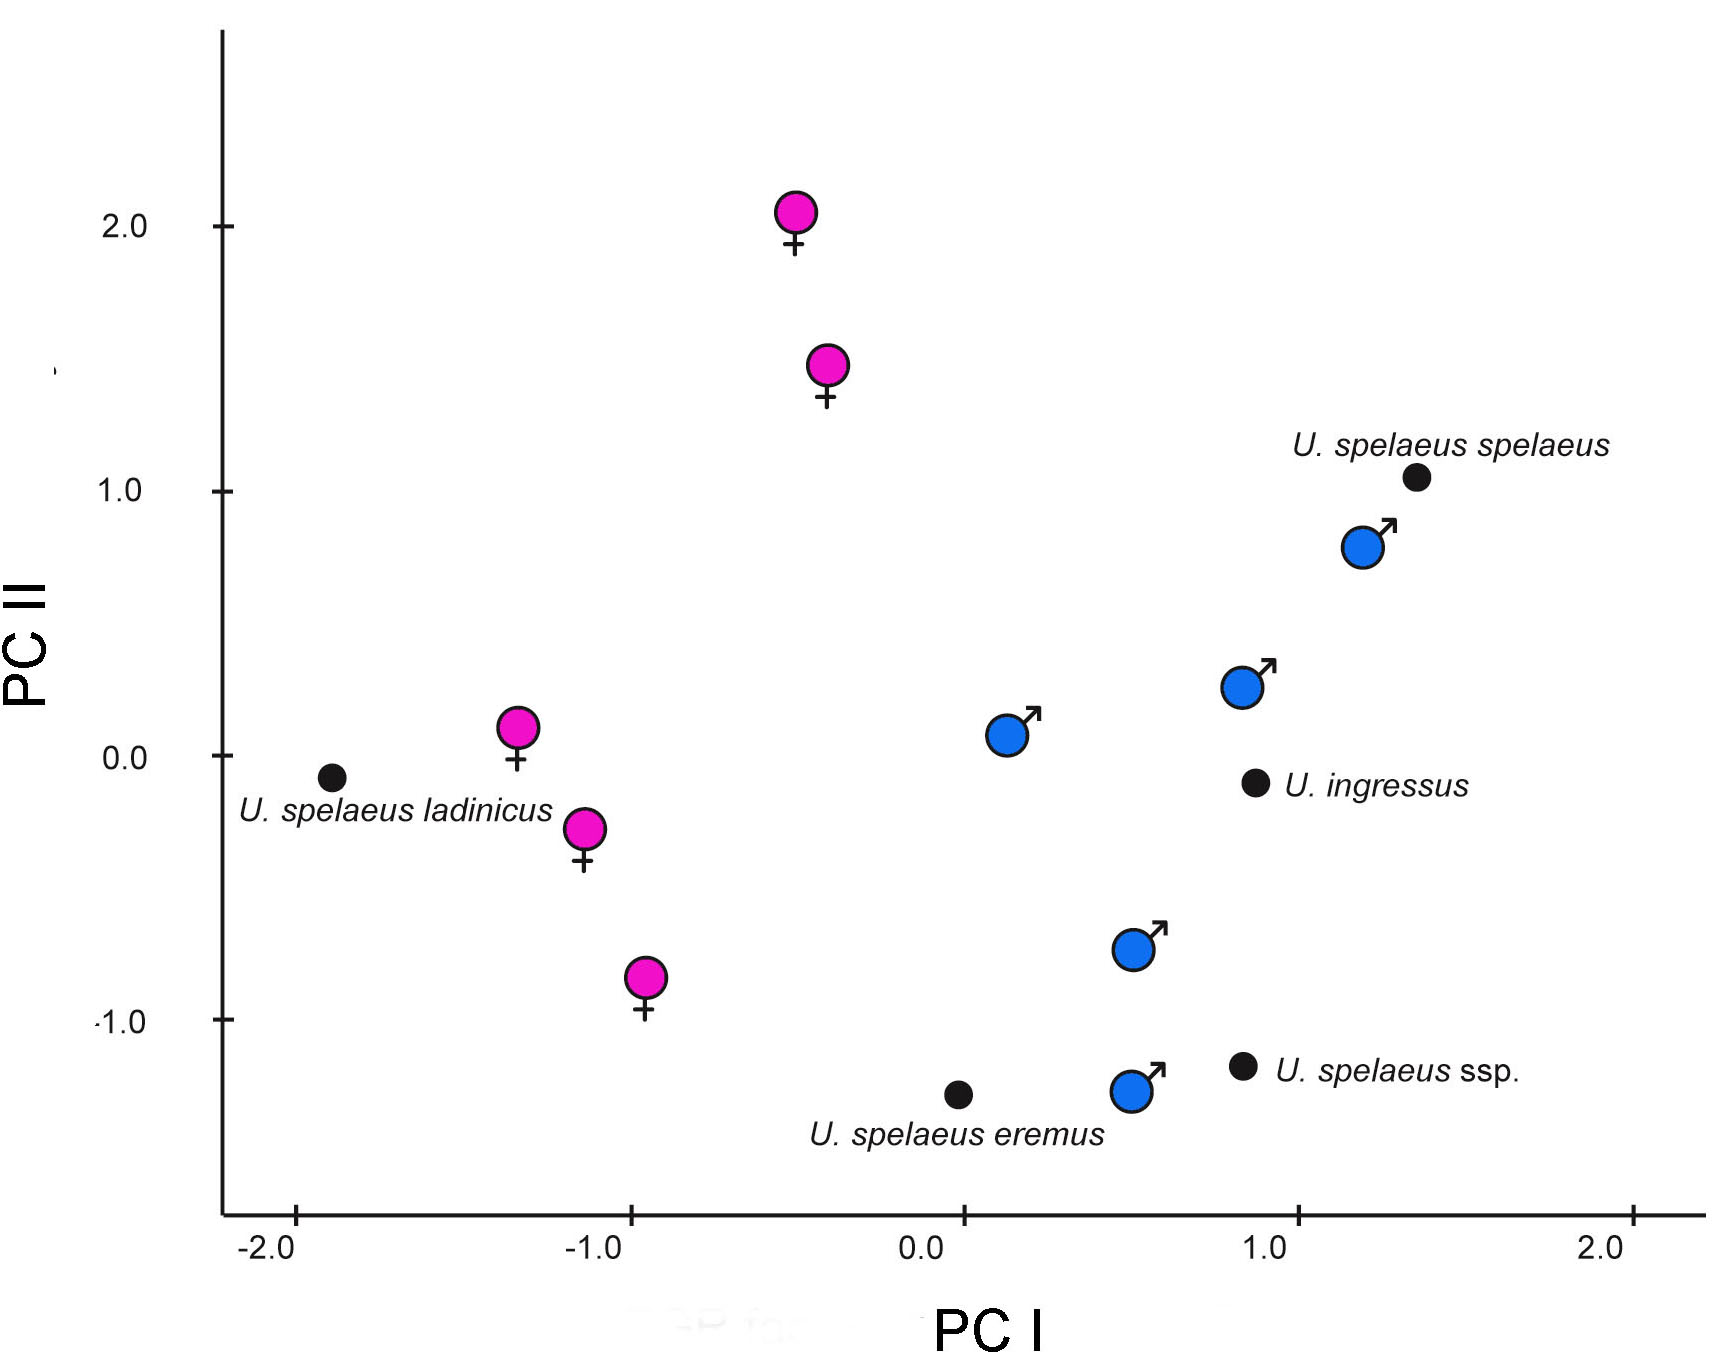 2.0
U. spelaeus spelaeus
1.0
PC II
0.0
U. ingressus
U. spelaeus ladinicus
-1.0
U. spelaeus ssp.
U. spelaeus eremus
-2.0 -1.0 0.0 1.0 2.0
PC I